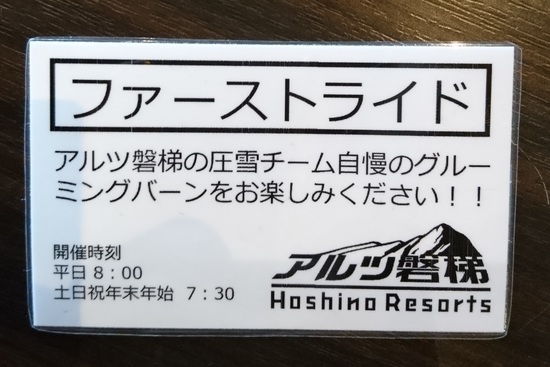 ファーストライド
アルツ磐梯の圧雪チーム自慢のグルー
ミングバーンをお楽しみください！！
開催時刻
平日８：００
土日祝年末年始　７：３０
アルツ磐梯
Hoshino Resorts